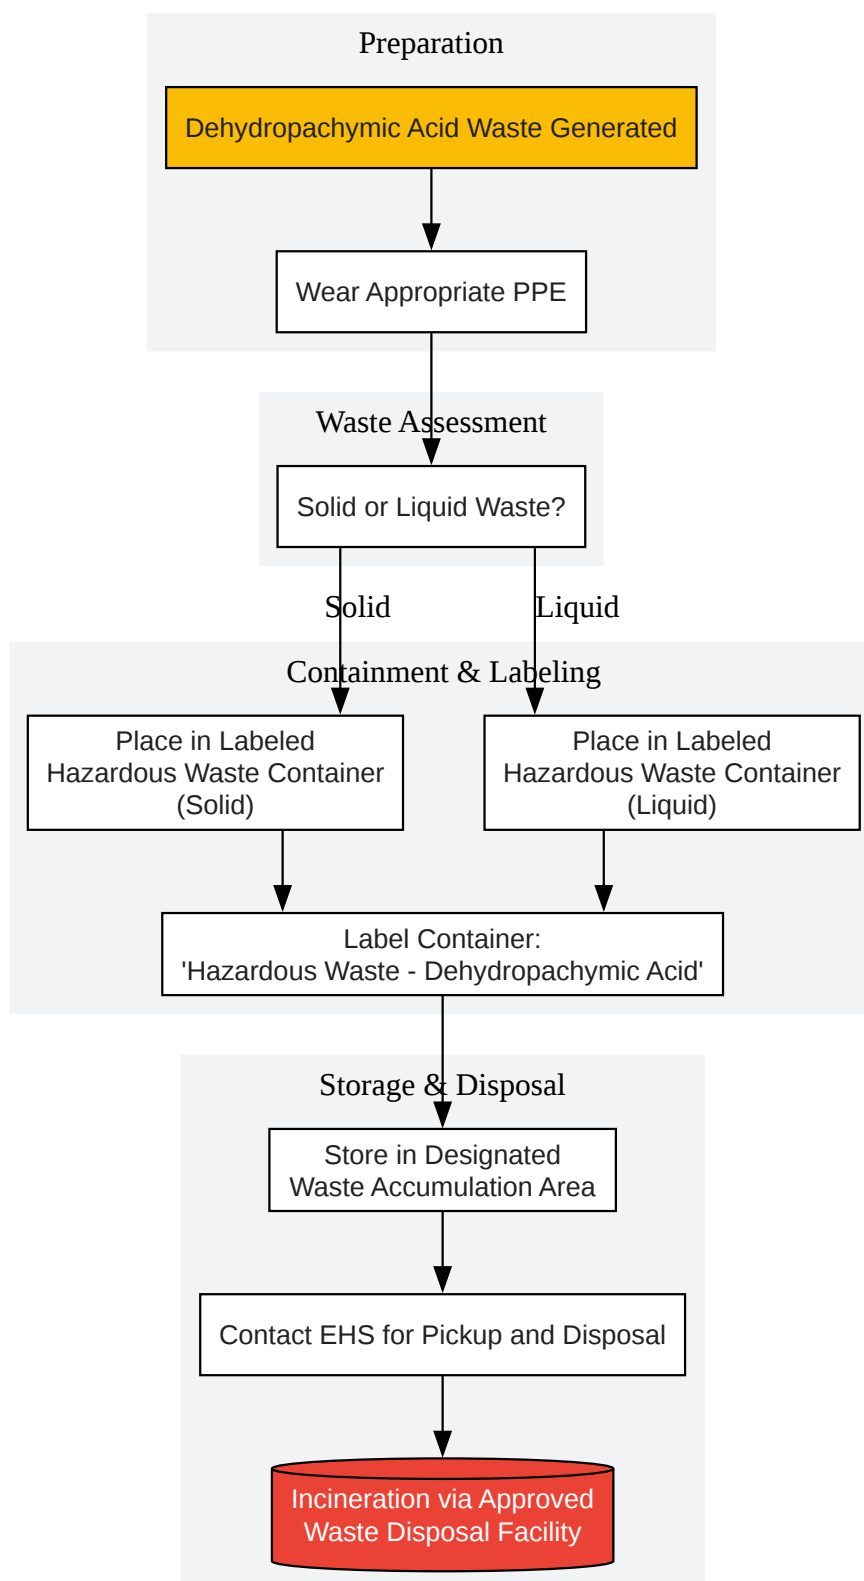 Preparation
Dehydropachymic Acid Waste Generated
Wear Appropriate PPE
Waste Assessment
Solid or Liquid Waste?
Solid
Liquid
Containment & Labeling
Place in Labeled
Hazardous Waste Container
(Solid)
Place in Labeled
Hazardous Waste Container
(Liquid)
Label Container:
'Hazardous Waste - Dehydropachymic Acid'
Storage & Disposal
Store in Designated
Waste Accumulation Area
Contact EHS for Pickup and Disposal
Incineration via Approved
Waste Disposal Facility